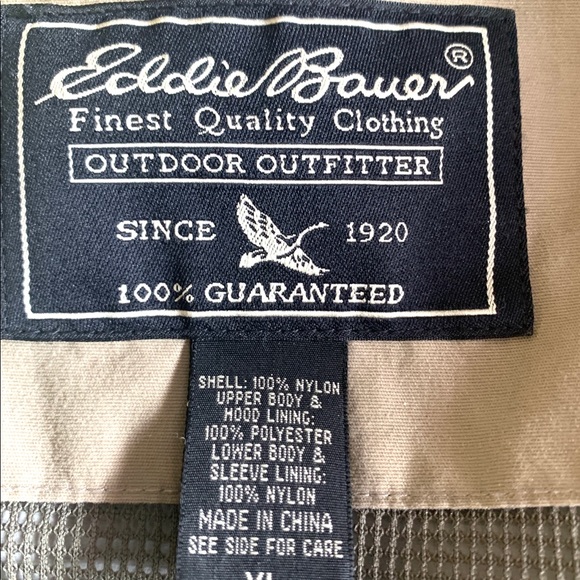 Eddie Bauer®
Finest Quality Clothing
OUTDOOR OUTFITTER
SINCE 1920
100% GUARANTEED
SHELL: 100% NYLON
UPPER BODY &
HOOD LINING:
100% POLYESTER
LOWER BODY &
SLEEVE LINING:
100% NYLON
MADE IN CHINA
SEE SIDE FOR CARE
XL